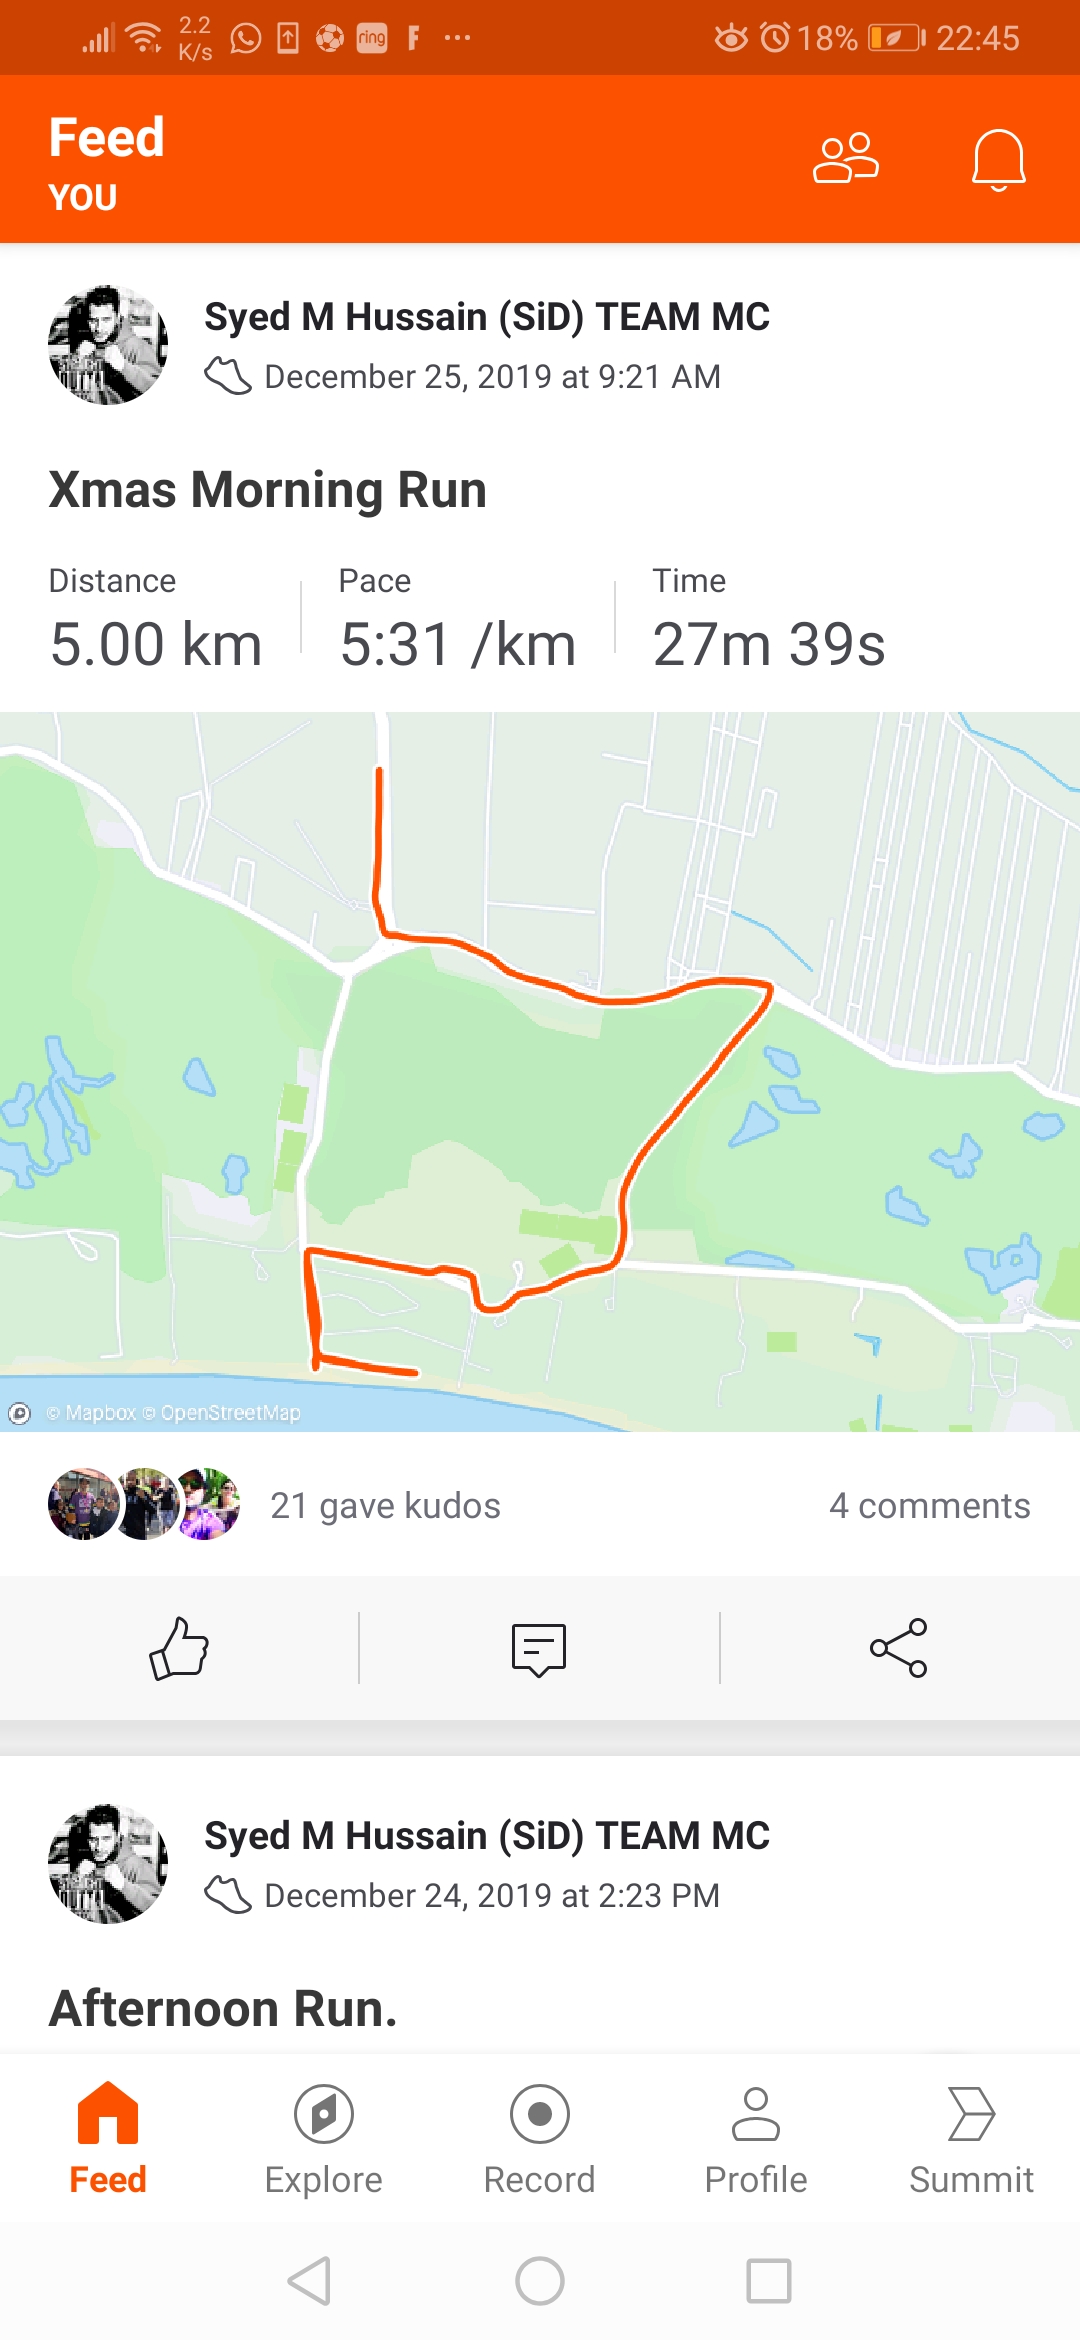 2.2
K/s
ring
F
18%
22:45
Feed
YOU
Syed M Hussain (SiD) TEAM MC
December 25, 2019 at 9:21 AM
Xmas Morning Run
Distance
Pace
Time
5.00 km
5:31 /km
27m 39s
© Mapbox © OpenStreetMap
21 gave kudos
4 comments
Syed M Hussain (SiD) TEAM MC
December 24, 2019 at 2:23 PM
Afternoon Run.
Feed
Explore
Record
Profile
Summit